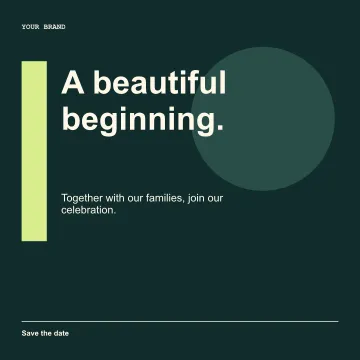 YOUR BRAND
A beautiful
beginning.
Together with our families, join our
celebration.
Save the date